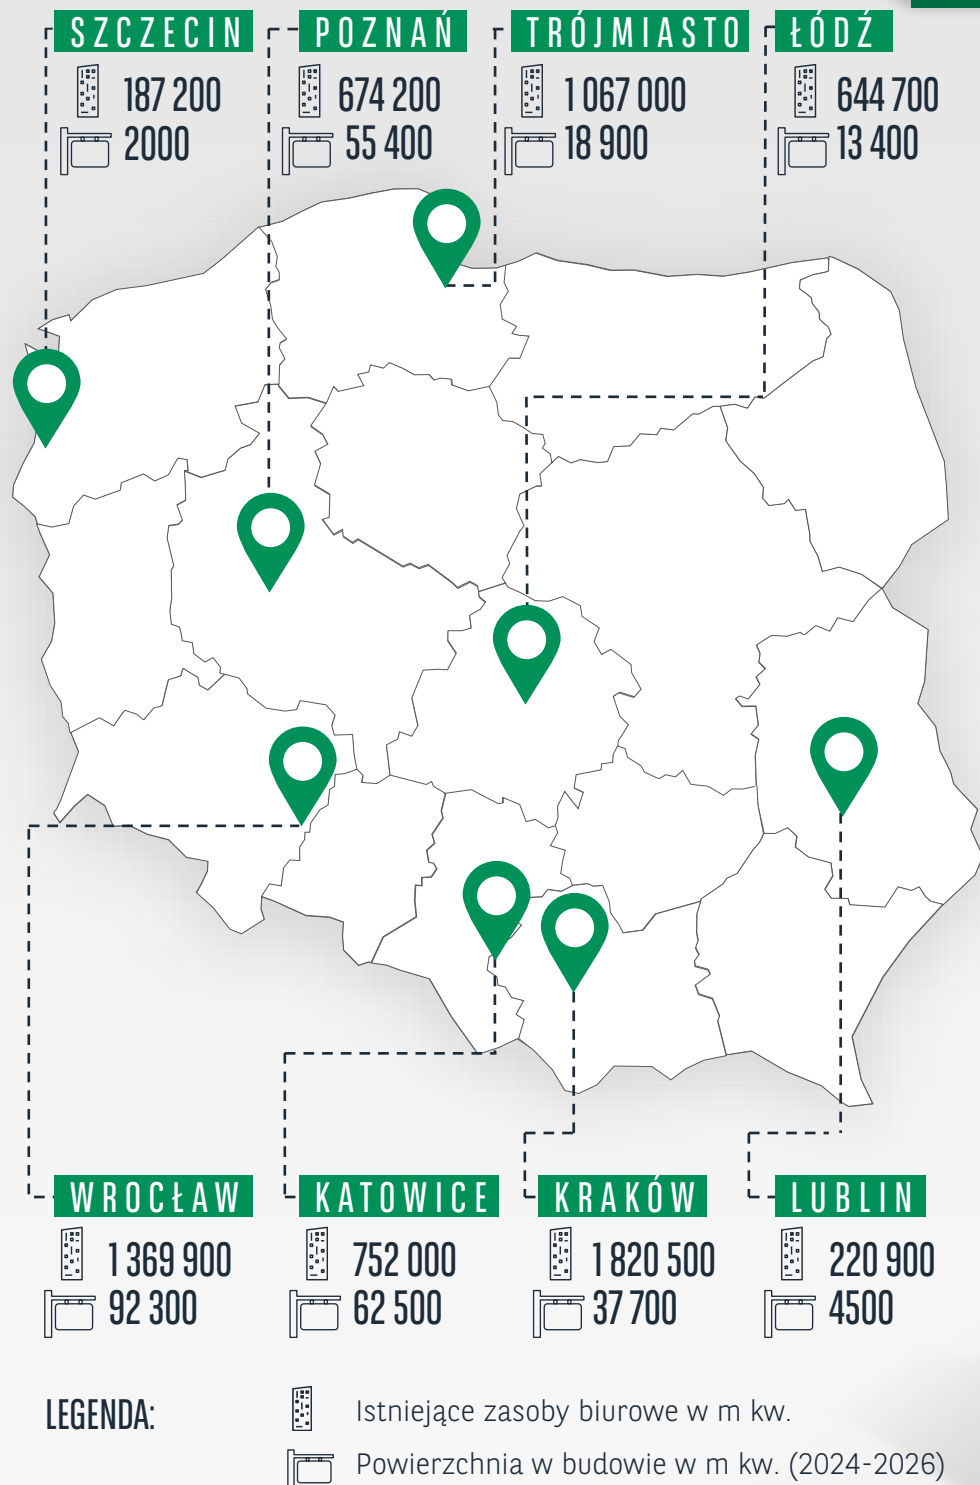 SZCZECIN
187 200
2000
POZNAŃ
674 200
55 400
TRÓJMIASTO
1 067 000
18 900
ŁÓDŹ
644 700
13 400
WROCŁAW
1 369 900
92 300
KATOWICE
752 000
62 500
KRAKÓW
1 820 500
37 700
LUBLIN
220 900
4500
LEGENDA:
Istniejące zasoby biurowe w m kw.
Powierzchnia w budowie w m kw. (2024-2026)